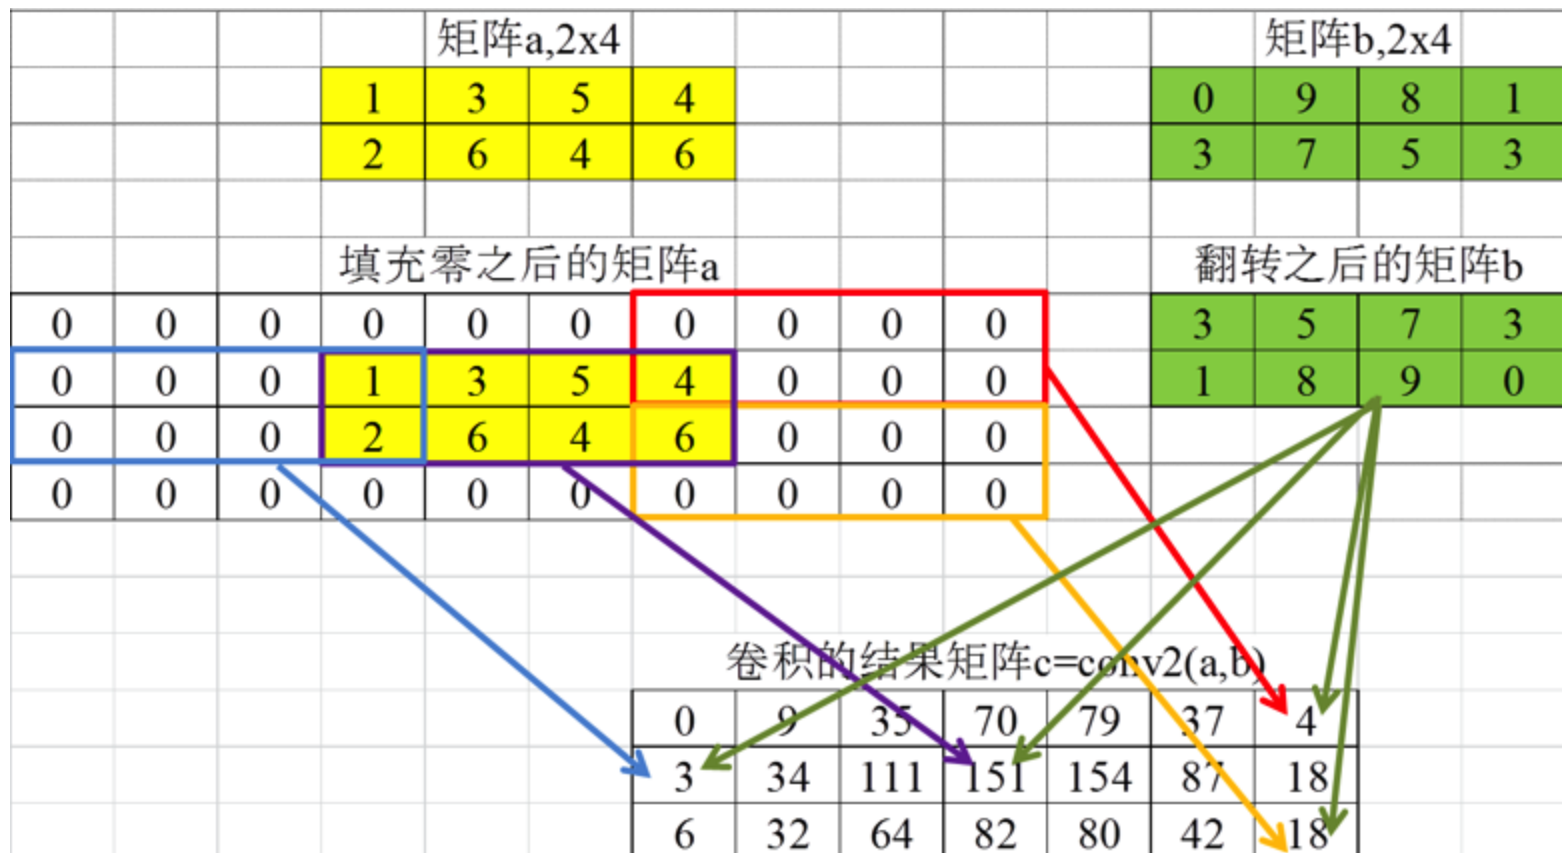 矩阵a,2x4 矩阵b,2x4
1 3 5 4 0 9 8 1
2 6 4 6 3 7 5 3
填充零之后的矩阵a 翻转之后的矩阵b
0 0 0 0 0 0 0 0 0 0 3 5 7 3
0 0 0 1 3 5 4 0 0 0 1 8 9 0
0 0 0 2 6 4 6 0 0 0
0 0 0 0 0 0 0 0 0 0
卷积的结果矩阵c=conv2(a,b)
0 9 35 70 79 37 4
3 34 111 151 154 87 18
6 32 64 82 80 42 18